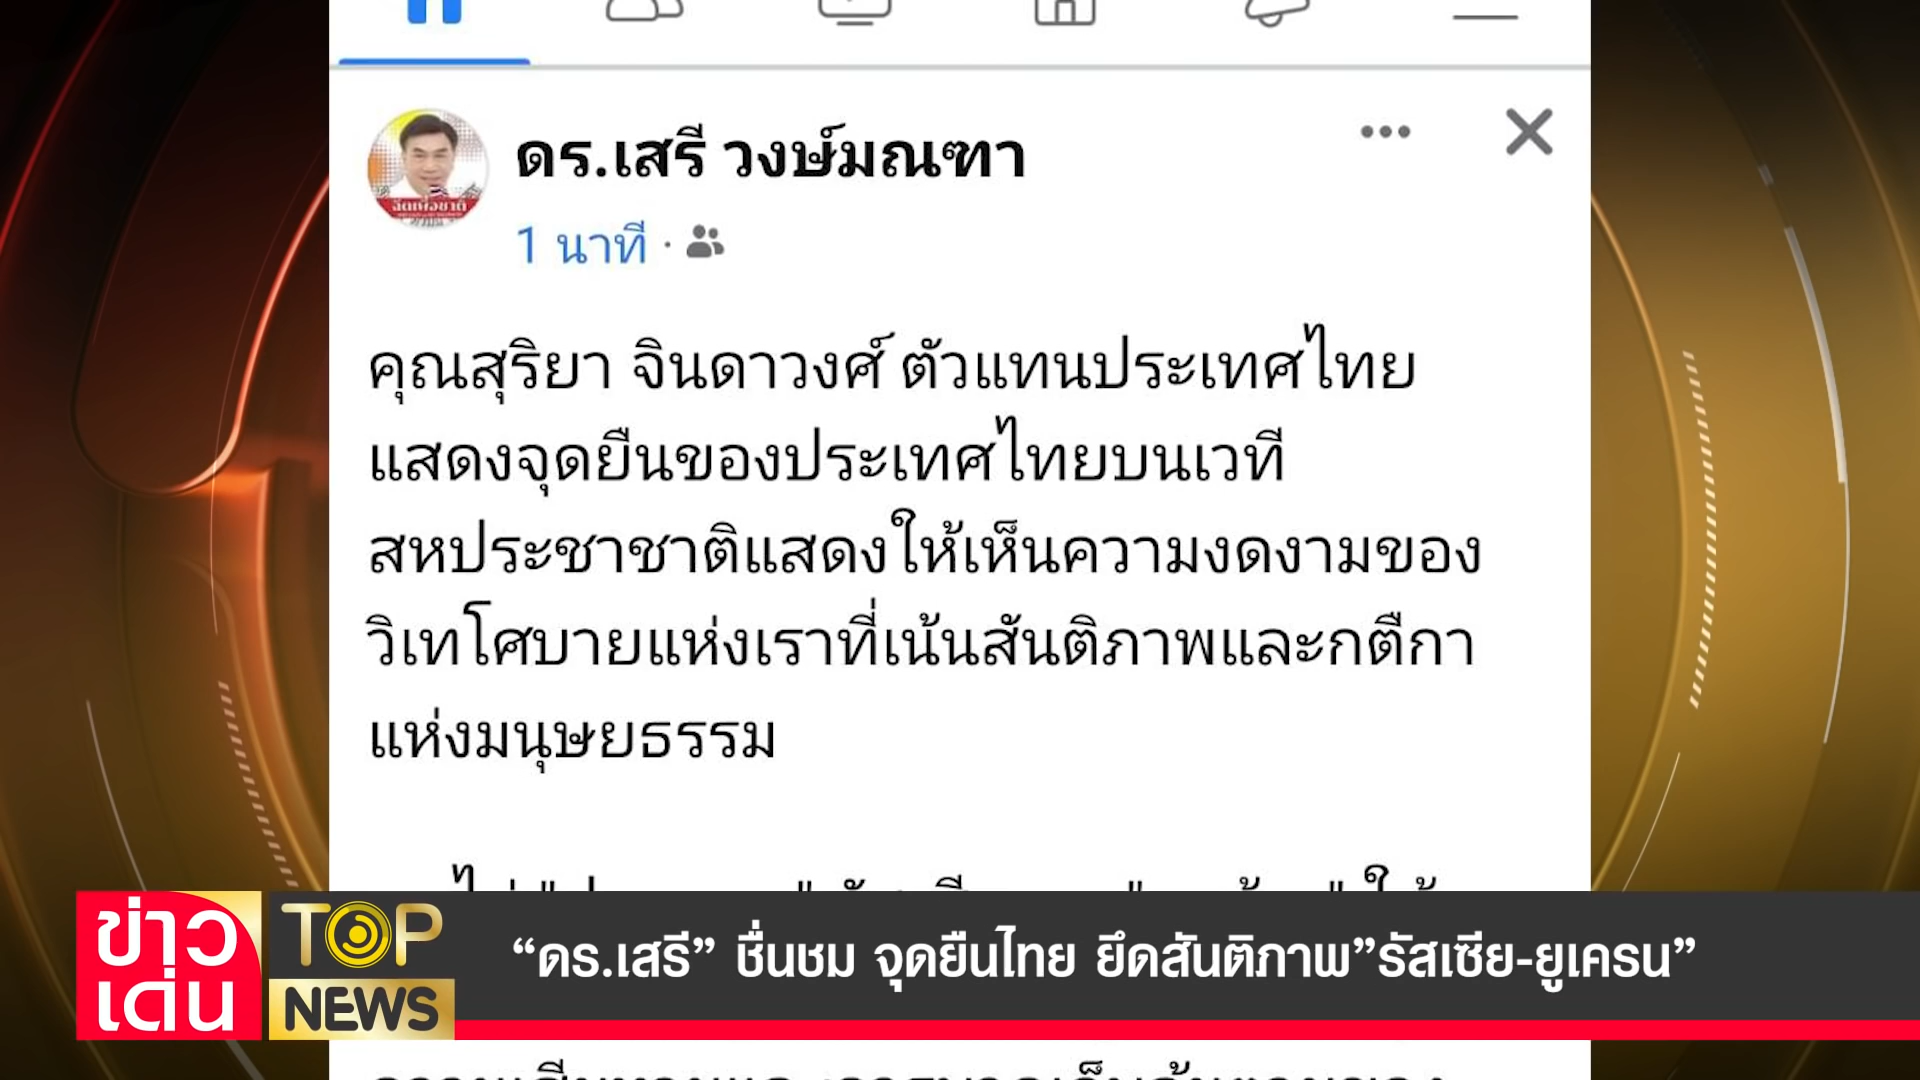 ดร.เสรี วงษ์มณฑา
1 นาที
คุณสุริยา จินดาวงศ์ ตัวแทนประเทศไทย
แสดงจุดยืนของประเทศไทยบนเวที
สหประชาชาติแสดงให้เห็นความงดงามของ
วิเทโศบายแห่งเราที่เน้นสันติภาพและกตืกา
แห่งมนุษยธรรม
ข่าว
เด่น
TOP
NEWS
“ดร.เสรี” ชื่นชม จุดยืนไทย ยึดสันติภาพ”รัสเซีย-ยูเครน”